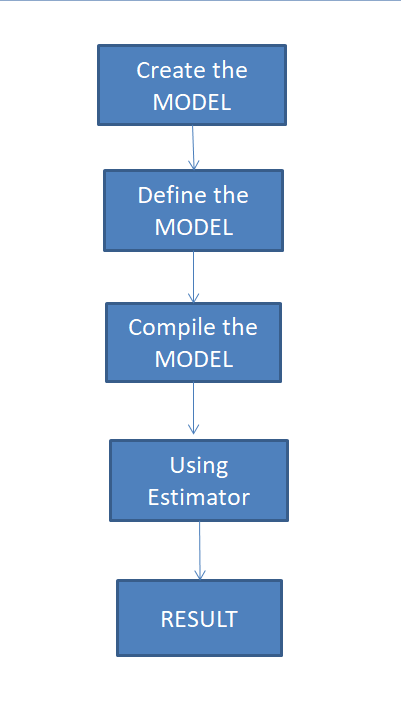 Create the
MODEL
Define the
MODEL
Compile the
MODEL
Using
Estimator
RESULT